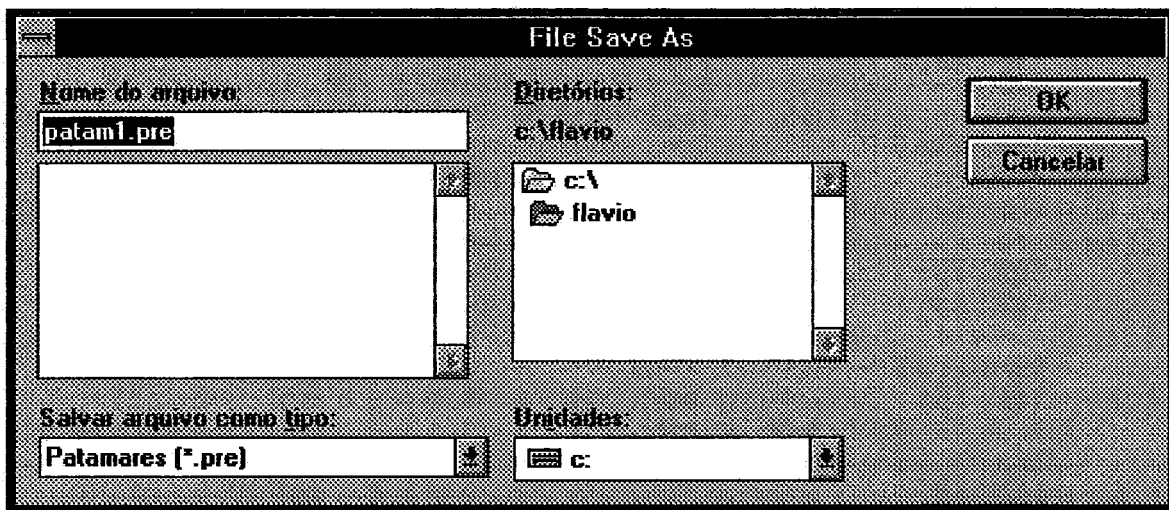 File Save As
Nome do arquivo:
patam1.pre
Diretórios:
c:\flavio
c:\
flavio
OK
Cancelar
Salvar arquivo como tipo:
Patamares (*.pre)
Unidades:
c: